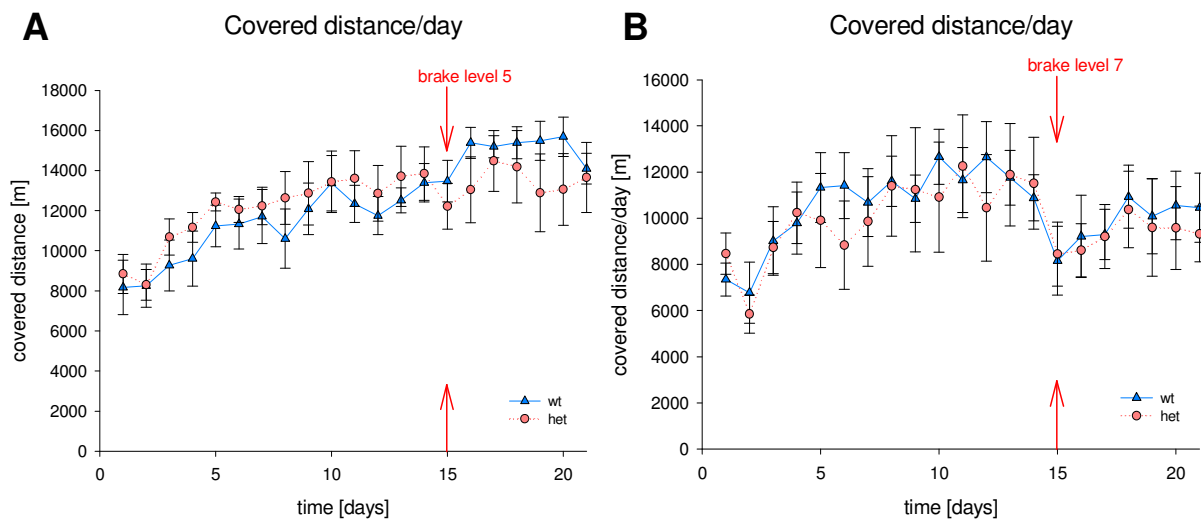 A
Covered distance/day
brake level 5
18000
16000
14000
12000
10000
8000
6000
4000
2000
0
covered distance [m]
wt
het
0 5 10 15 20
time [days]
B
Covered distance/day
brake level 7
16000
14000
12000
10000
8000
6000
4000
2000
0
covered distance/day [m]
wt
het
0 5 10 15 20
time [days]